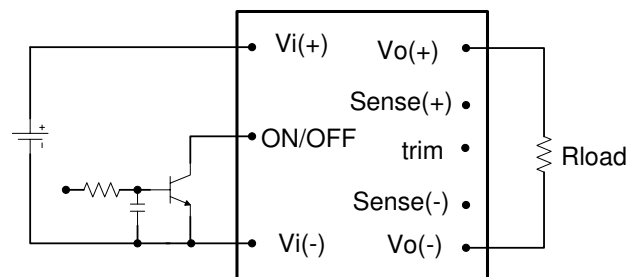 Vi(+)
Vo(+)
Sense(+)
ON/OFF
trim
Rload
Sense(-)
Vi(-)
Vo(-)
+
-